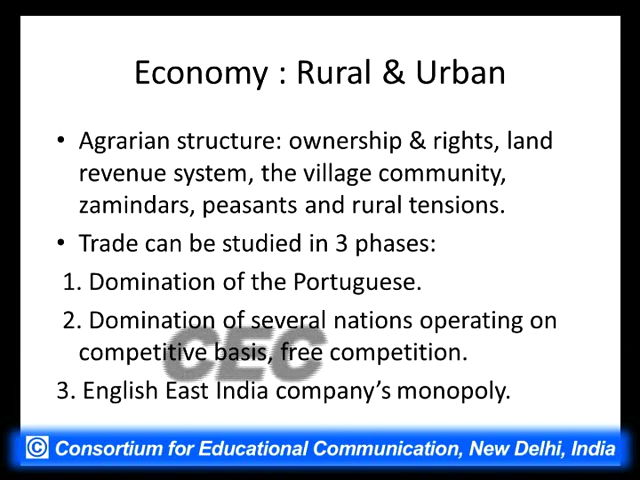 Economy : Rural & Urban
• Agrarian structure: ownership & rights, land
revenue system, the village community,
zamindars, peasants and rural tensions.
• Trade can be studied in 3 phases:
1. Domination of the Portuguese.
2. Domination of several nations operating on
competitive basis, free competition.
3. English East India company's monopoly.
CEC
© Consortium for Educational Communication, New Delhi, India